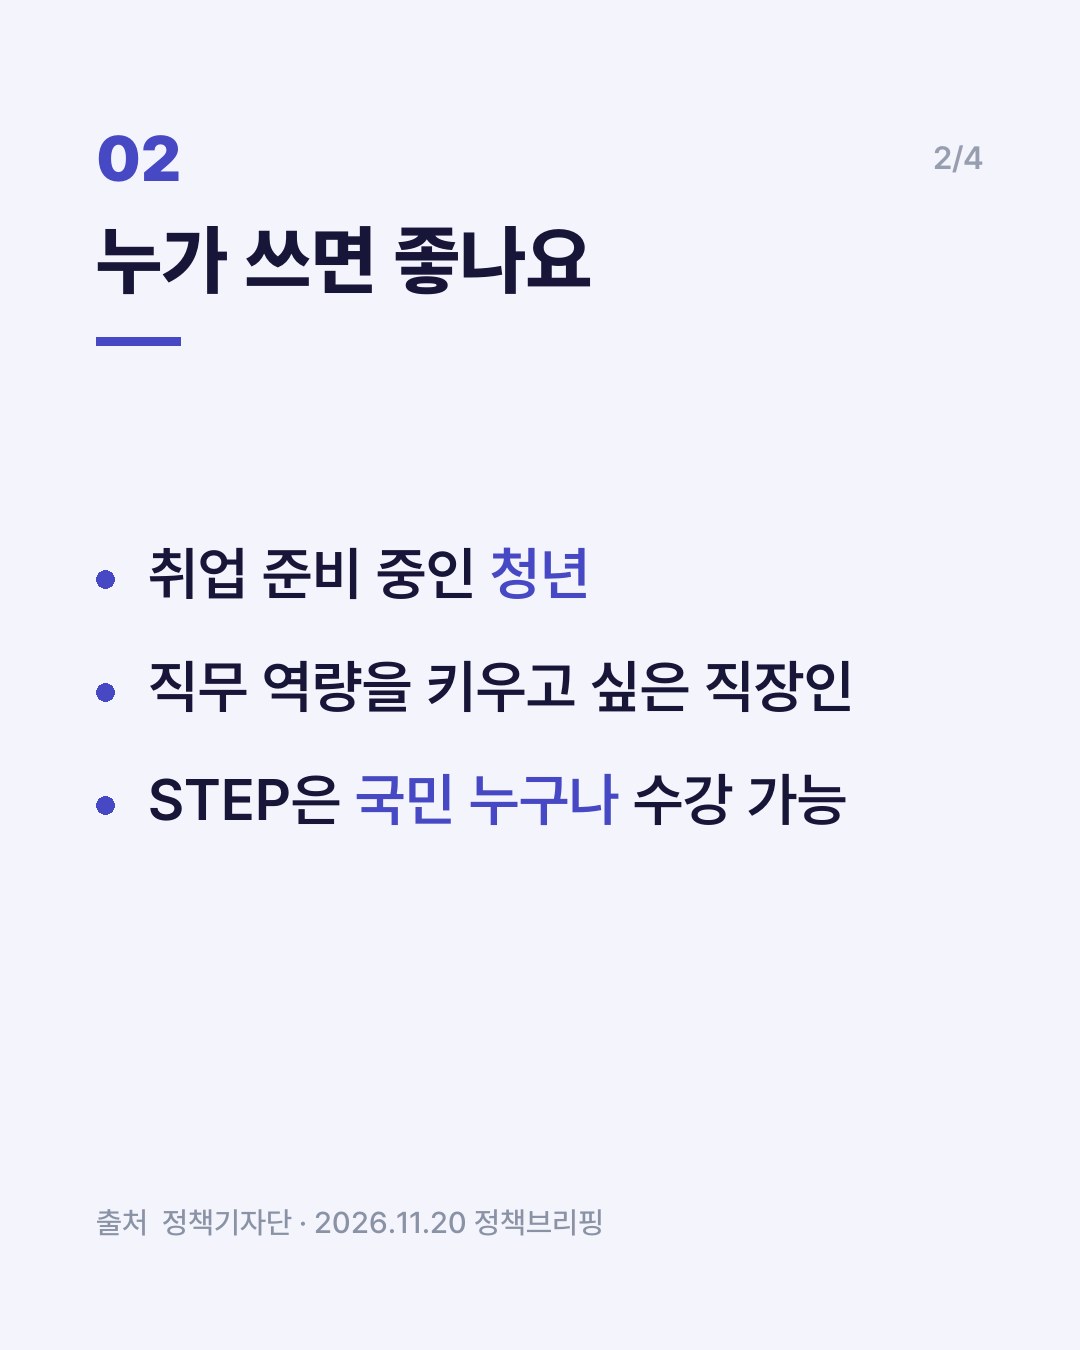 02
2/4
누가 쓰면 좋나요
취업 준비 중인 청년
직무 역량을 키우고 싶은 직장인
STEP은 국민 누구나 수강 가능
출처 정책기자단 · 2026.11.20 정책브리핑